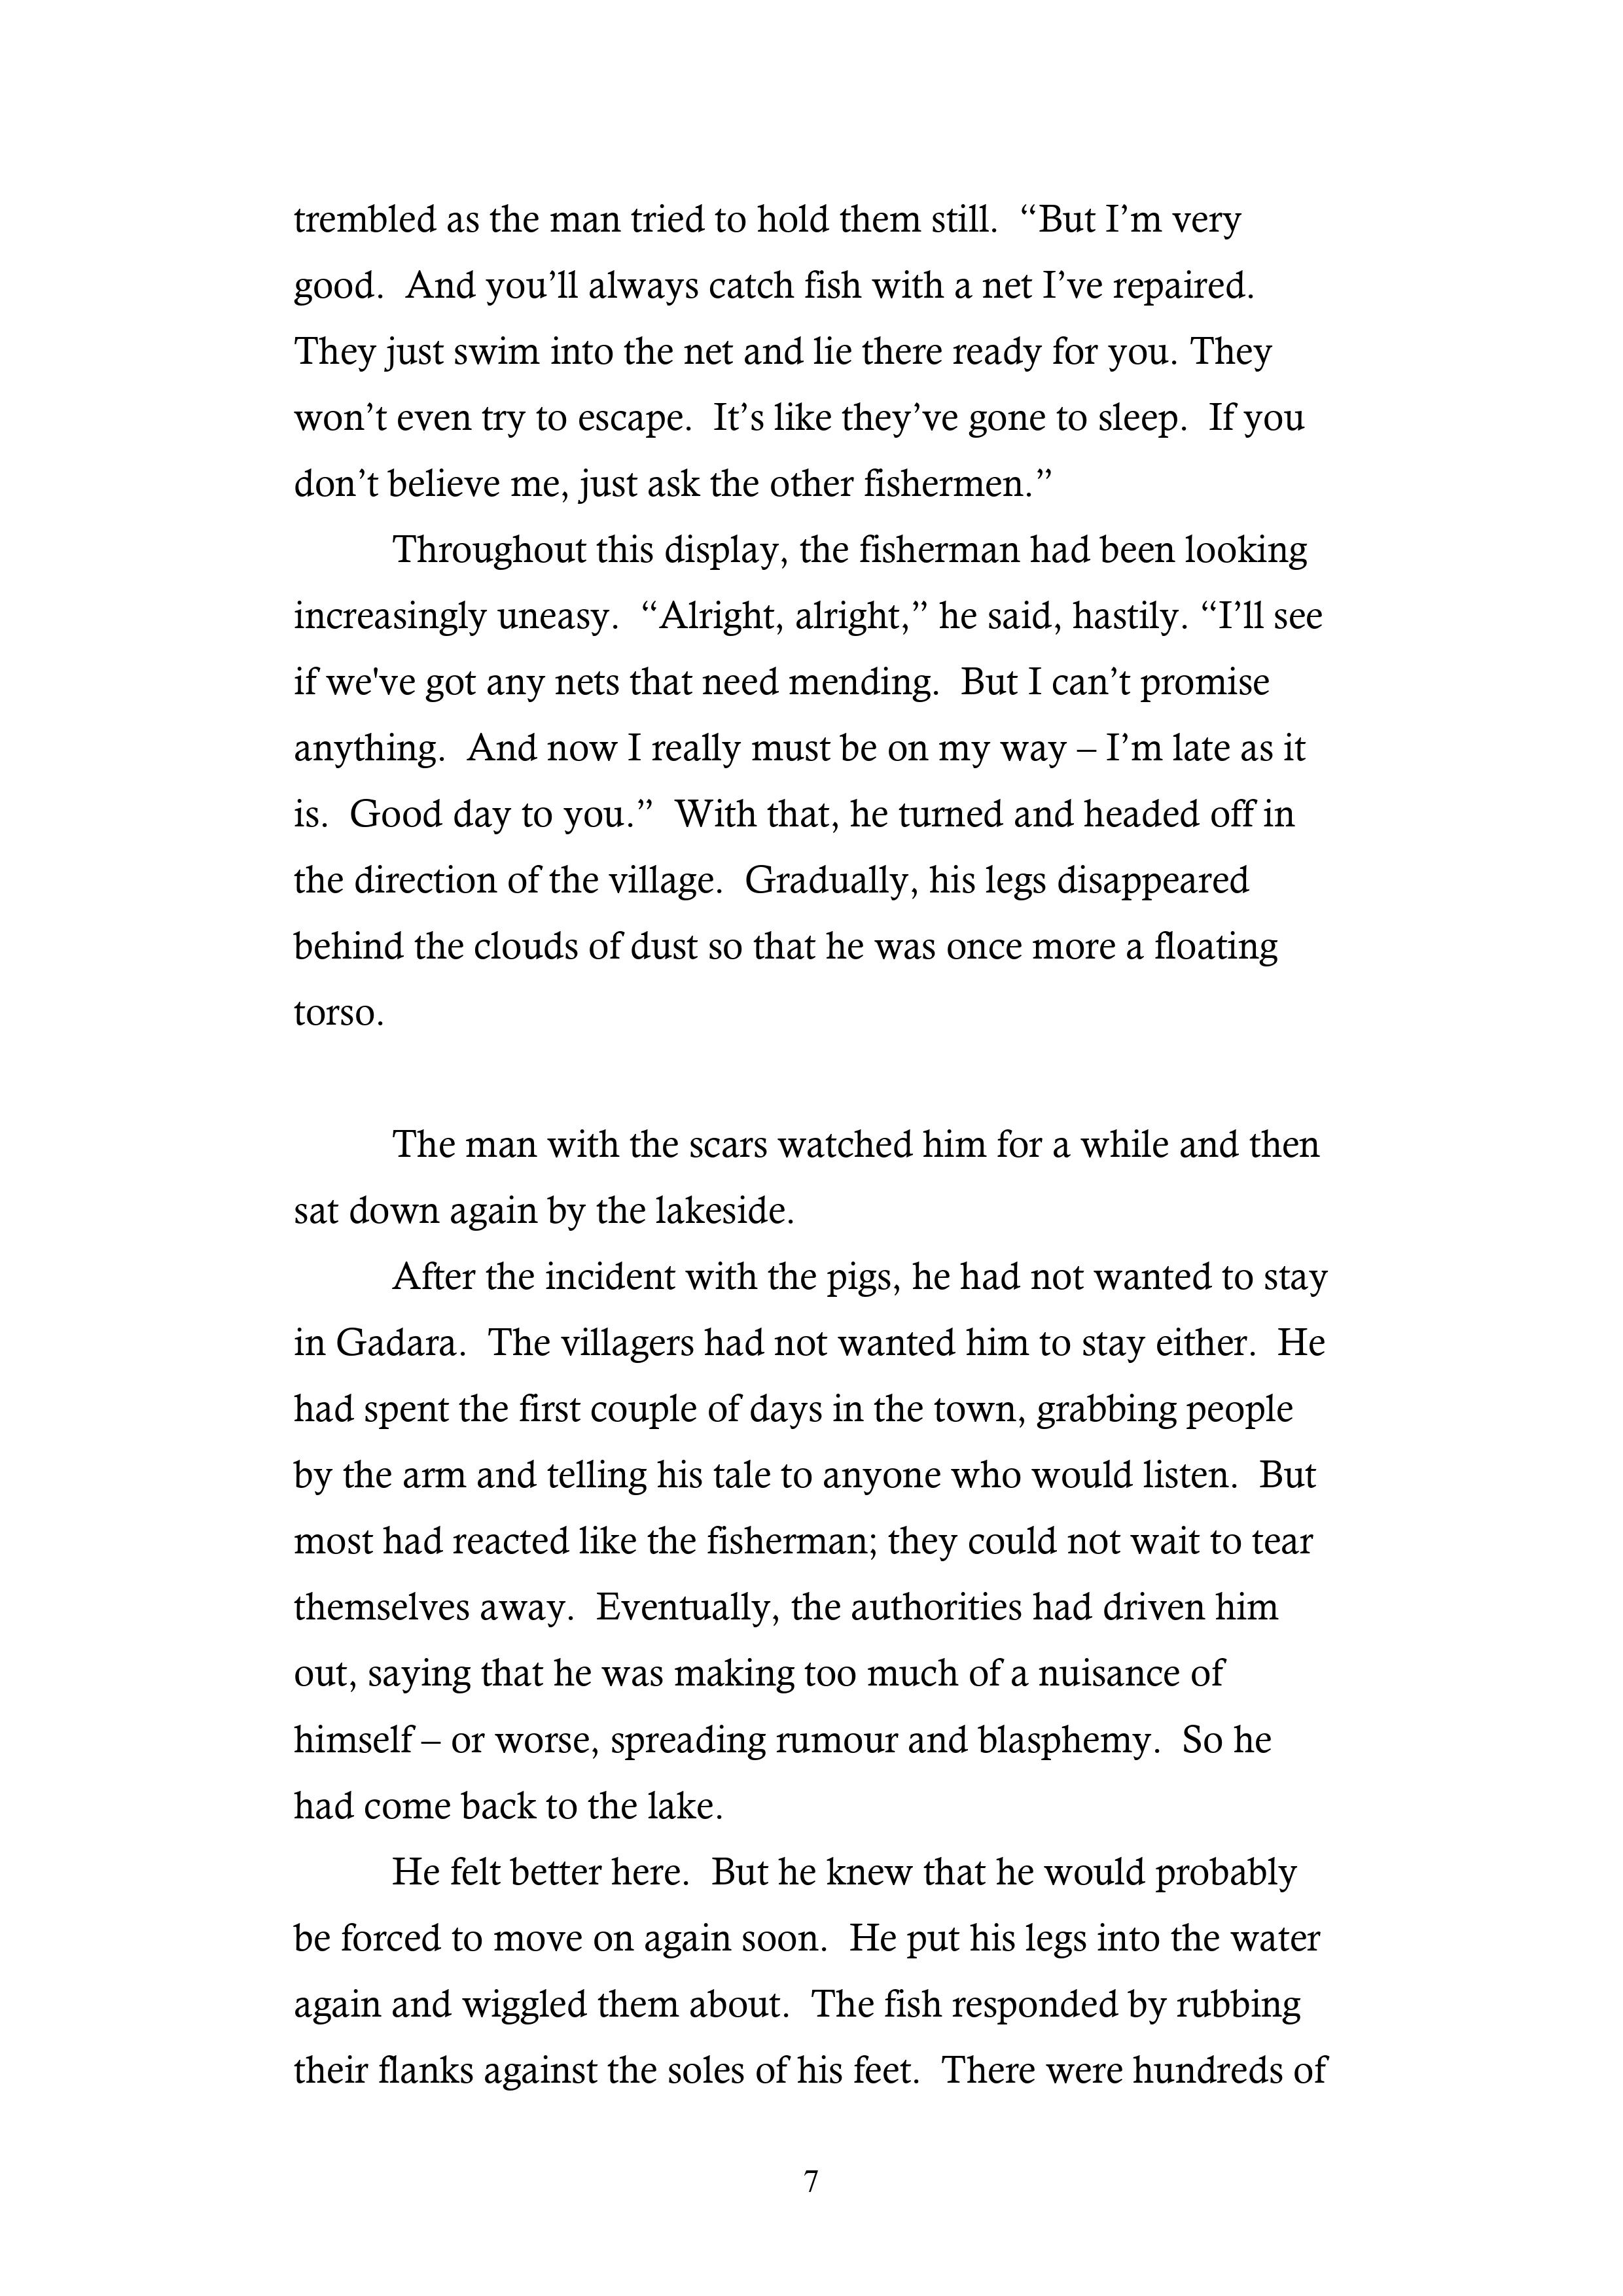 trembled as the man tried to hold them still.  “But I’m very
good.  And you’ll always catch fish with a net I’ve repaired.
They just swim into the net and lie there ready for you. They
won’t even try to escape.  It’s like they’ve gone to sleep.  If you
don’t believe me, just ask the other fishermen.”
Throughout this display, the fisherman had been looking
increasingly uneasy.  “Alright, alright,” he said, hastily. “I’ll see
if we've got any nets that need mending.  But I can’t promise
anything.  And now I really must be on my way – I’m late as it
is.  Good day to you.”  With that, he turned and headed off in
the direction of the village.  Gradually, his legs disappeared
behind the clouds of dust so that he was once more a floating
torso.
The man with the scars watched him for a while and then
sat down again by the lakeside.
After the incident with the pigs, he had not wanted to stay
in Gadara.  The villagers had not wanted him to stay either.  He
had spent the first couple of days in the town, grabbing people
by the arm and telling his tale to anyone who would listen.  But
most had reacted like the fisherman; they could not wait to tear
themselves away.  Eventually, the authorities had driven him
out, saying that he was making too much of a nuisance of
himself – or worse, spreading rumour and blasphemy.  So he
had come back to the lake.
He felt better here.  But he knew that he would probably
be forced to move on again soon.  He put his legs into the water
again and wiggled them about.  The fish responded by rubbing
their flanks against the soles of his feet.  There were hundreds of
7